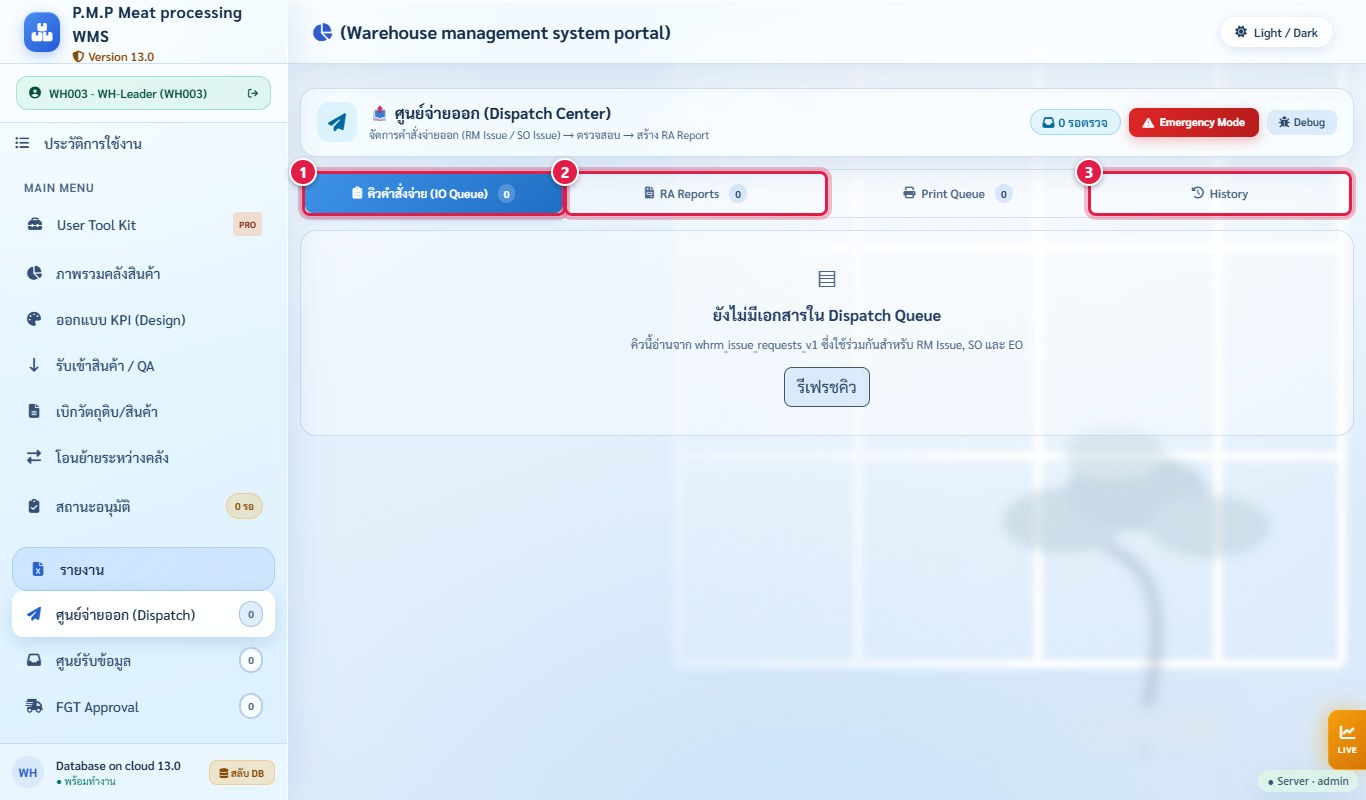 P.M.P Meat processing
WMS
Version 13.0
WH003 - WH-Leader (WH003)
ประวัติการใช้งาน
MAIN MENU
User Tool Kit
PRO
ภาพรวมคลังสินค้า
ออกแบบ KPI (Design)
รับเข้าสินค้า / QA
เบิกวัตถุดิบ/สินค้า
โอนย้ายระหว่างคลัง
สถานะอนุมัติ
0 รอ
รายงาน
ศูนย์จ่ายออก (Dispatch)
0
ศูนย์รับข้อมูล
0
FGT Approval
0
WH
Database on cloud 13.0
● พร้อมทำงาน
สลับ DB
(Warehouse management system portal)
Light / Dark
ศูนย์จ่ายออก (Dispatch Center)
จัดการคำสั่งจ่ายออก (RM Issue / SO Issue) → ตรวจสอบ → สร้าง RA Report
0 รอตรวจ
Emergency Mode
Debug
1
คิวคำสั่งจ่าย (IO Queue) 0
2
RA Reports 0
Print Queue 0
3
History
ยังไม่มีเอกสารใน Dispatch Queue
คิวนี้อ่านจาก whrm_issue_requests_v1 ซึ่งใช้ร่วมกันสำหรับ RM Issue, SO และ EO
รีเฟรชคิว
LIVE
● Server · admin